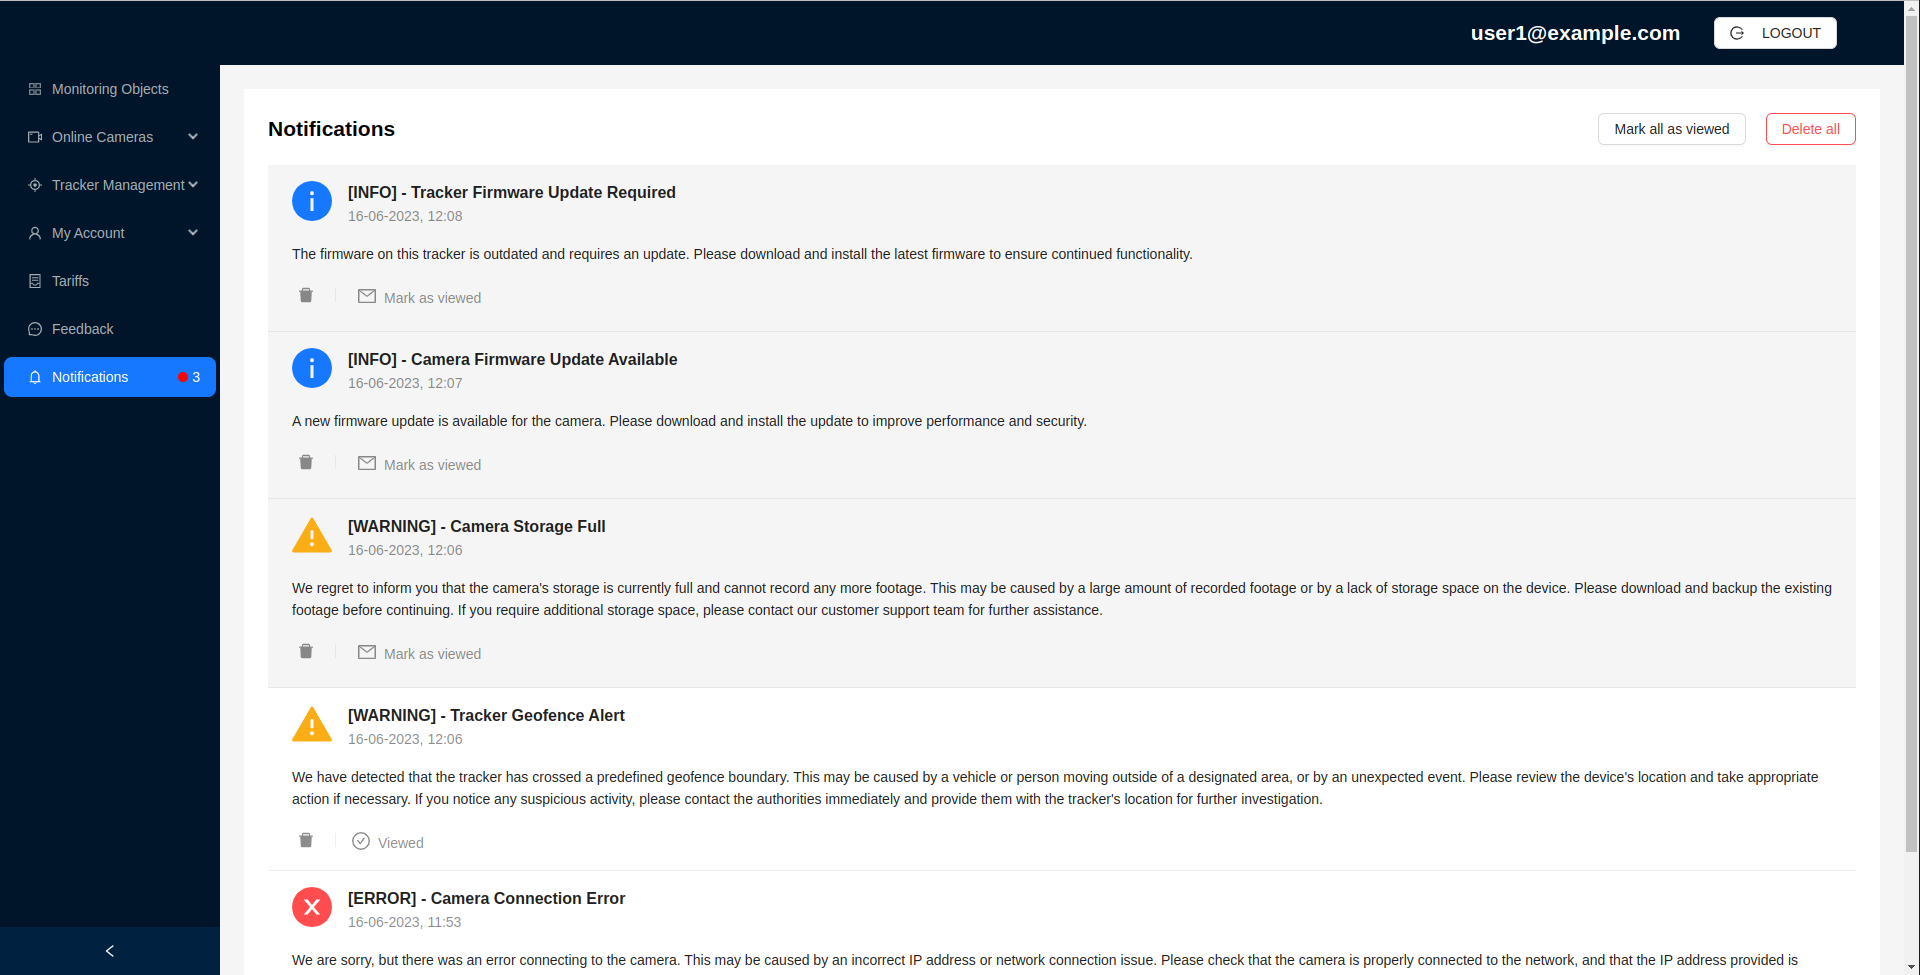 user1@example.com
LOGOUT
Monitoring Objects
Online Cameras
Tracker Management
My Account
Tariffs
Feedback
Notifications 3
Notifications
Mark all as viewed
Delete all
[INFO] - Tracker Firmware Update Required
16-06-2023, 12:08
The firmware on this tracker is outdated and requires an update. Please download and install the latest firmware to ensure continued functionality.
Mark as viewed
[INFO] - Camera Firmware Update Available
16-06-2023, 12:07
A new firmware update is available for the camera. Please download and install the update to improve performance and security.
Mark as viewed
[WARNING] - Camera Storage Full
16-06-2023, 12:06
We regret to inform you that the camera's storage is currently full and cannot record any more footage. This may be caused by a large amount of recorded footage or by a lack of storage space on the device. Please download and backup the existing
footage before continuing. If you require additional storage space, please contact our customer support team for further assistance.
Mark as viewed
[WARNING] - Tracker Geofence Alert
16-06-2023, 12:06
We have detected that the tracker has crossed a predefined geofence boundary. This may be caused by a vehicle or person moving outside of a designated area, or by an unexpected event. Please review the device's location and take appropriate
action if necessary. If you notice any suspicious activity, please contact the authorities immediately and provide them with the tracker's location for further investigation.
Viewed
[ERROR] - Camera Connection Error
16-06-2023, 11:53
We are sorry, but there was an error connecting to the camera. This may be caused by an incorrect IP address or network connection issue. Please check that the camera is properly connected to the network, and that the IP address provided is